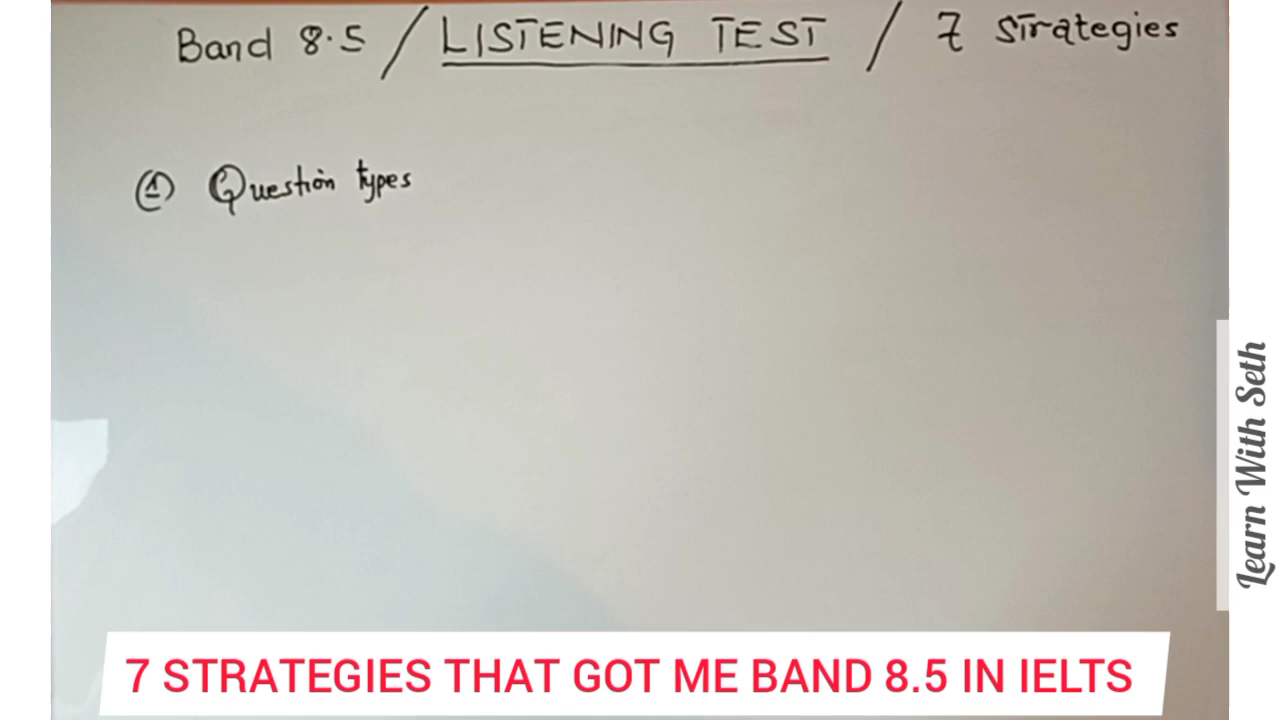 Band 8.5 / LISTENING TEST / 7 Strategies
① Question types
7 STRATEGIES THAT GOT ME BAND 8.5 IN IELTS
Learn With Seth